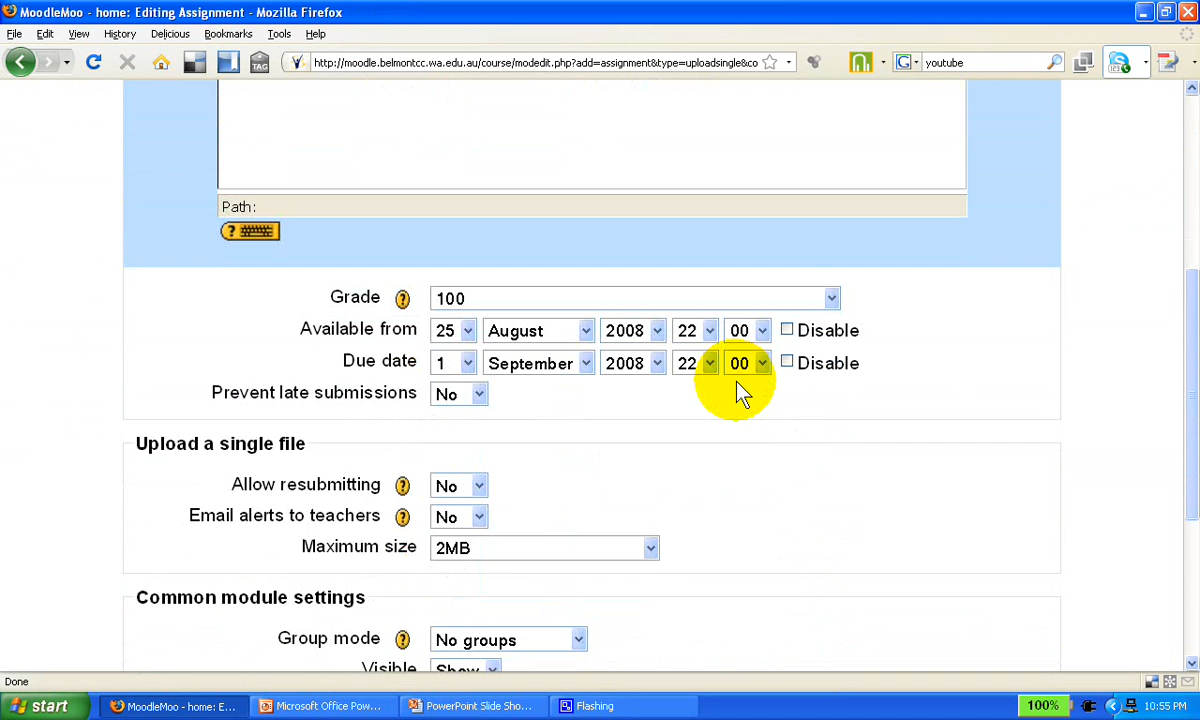 MoodleMoo - home: Editing Assignment - Mozilla Firefox
File Edit View History Delicious Bookmarks Tools Help
TAG http://moodle.belmontcc.wa.edu.au/course/modedit.php?add=assignment&type=uploadsingle&co G youtube
Path:
?
Grade ? 100
Available from 25 August 2008 22 00 Disable
Due date 1 September 2008 22 00 Disable
Prevent late submissions No
Upload a single file
Allow resubmitting ? No
Email alerts to teachers ? No
Maximum size 2MB
Common module settings
Group mode ? No groups
Visible Show
Done
start MoodleMoo - home: E... Microsoft Office Pow... PowerPoint Slide Sho... Flashing 100% 10:55 PM